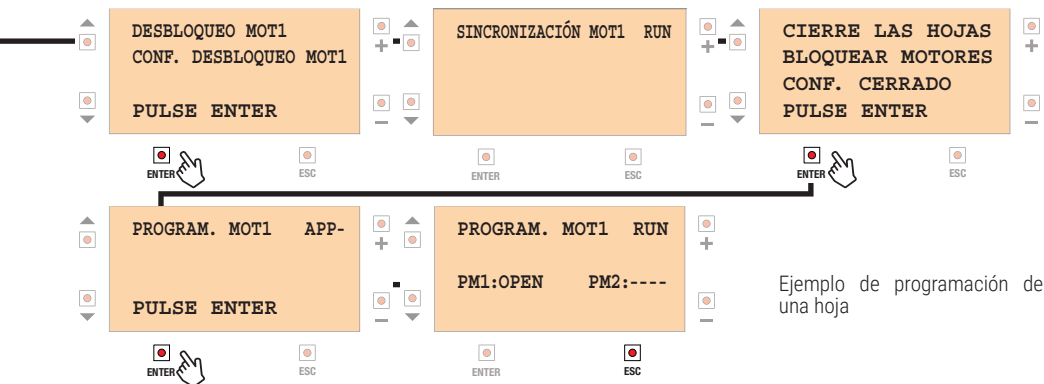 DESBLOQUEO MOT1
CONF. DESBLOQUEO MOT1
PULSE ENTER
ENTER
ESC
SINCRONIZACIÓN MOT1 RUN
ENTER
ESC
CIERRE LAS HOJAS
BLOQUEAR MOTORES
CONF. CERRADO
PULSE ENTER
ENTER
ESC
PROGRAM. MOT1 APP-
PULSE ENTER
ENTER
ESC
PROGRAM. MOT1 RUN
PM1:OPEN PM2:----
ENTER
ESC
Ejemplo de programación de
una hoja